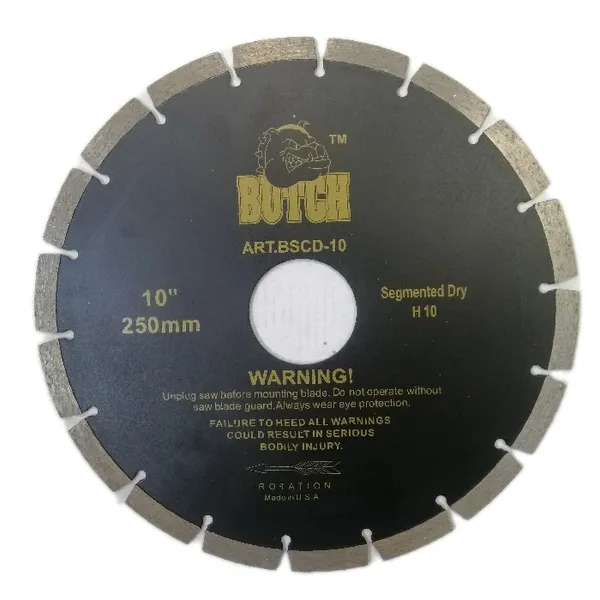 TM
BUTCH
ART.BSCD-10
10"
250mm
Segmented Dry
H 10
WARNING!
Unplug saw before mounting blade. Do not operate without
saw blade guard.Always wear eye protection.
FAILURE TO HEED ALL WARNINGS
COULD RESULT IN SERIOUS
BODILY INJURY.
ROTATION
Made in U S A